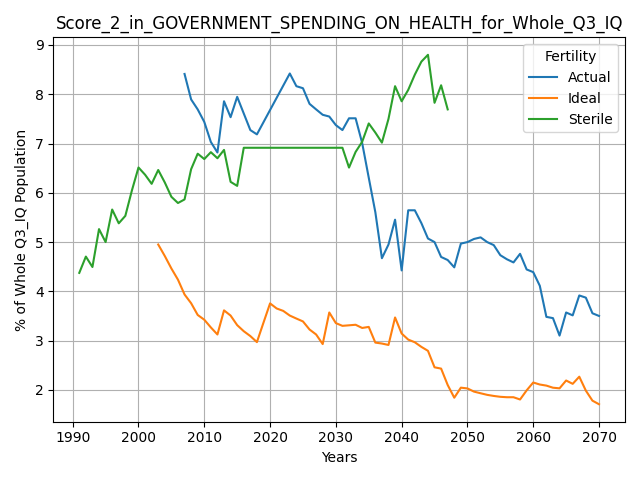 Score_2_in_GOVERNMENT_SPENDING_ON_HEALTH_for_Whole_Q3_IQ
Fertility
Actual
Ideal
Sterile
% of Whole Q3_IQ Population
9
8
7
6
5
4
3
2
1990 2000 2010 2020 2030 2040 2050 2060 2070
Years